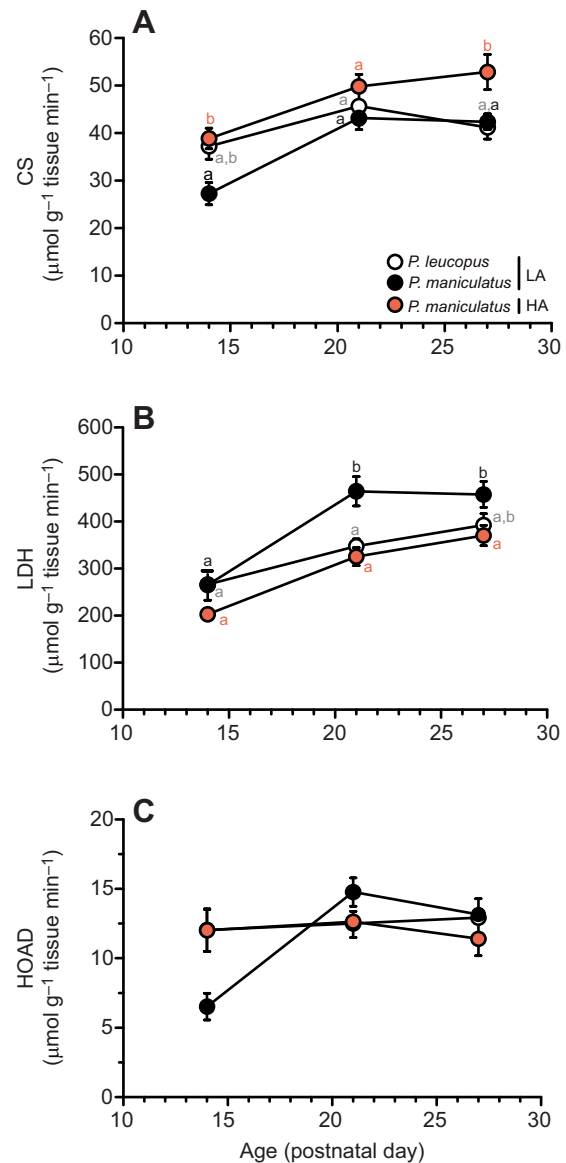 A
60
50
40
30
20
10
0
CS
(µmol g⁻¹ tissue min⁻¹)
b
a,b
a
a
a
a
b
a,a
P. leucopus
P. maniculatus
LA
P. maniculatus
HA
10 15 20 25 30
B
600
500
400
300
200
100
0
LDH
(µmol g⁻¹ tissue min⁻¹)
a
a
a
b
a
a
b
a,b
a
10 15 20 25 30
C
20
15
10
5
0
HOAD
(µmol g⁻¹ tissue min⁻¹)
10 15 20 25 30
Age (postnatal day)